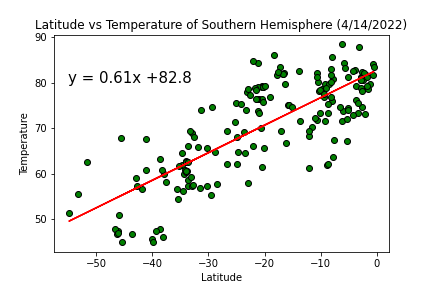 Latitude vs Temperature of Southern Hemisphere (4/14/2022)
90
y = 0.61x +82.8
80
70
60
50
Temperature
−50 −40 −30 −20 −10 0
Latitude